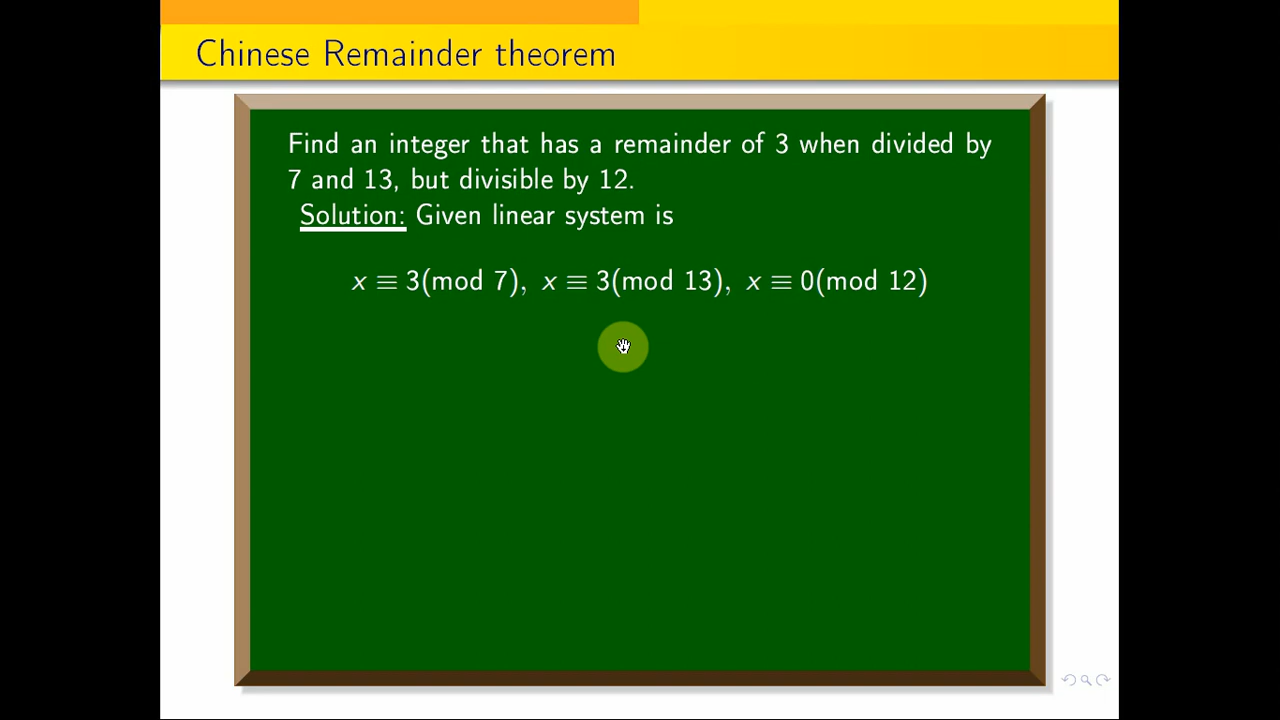 Chinese Remainder theorem
Find an integer that has a remainder of 3 when divided by
7 and 13, but divisible by 12.
Solution: Given linear system is
x ≡ 3(mod 7), x ≡ 3(mod 13), x ≡ 0(mod 12)